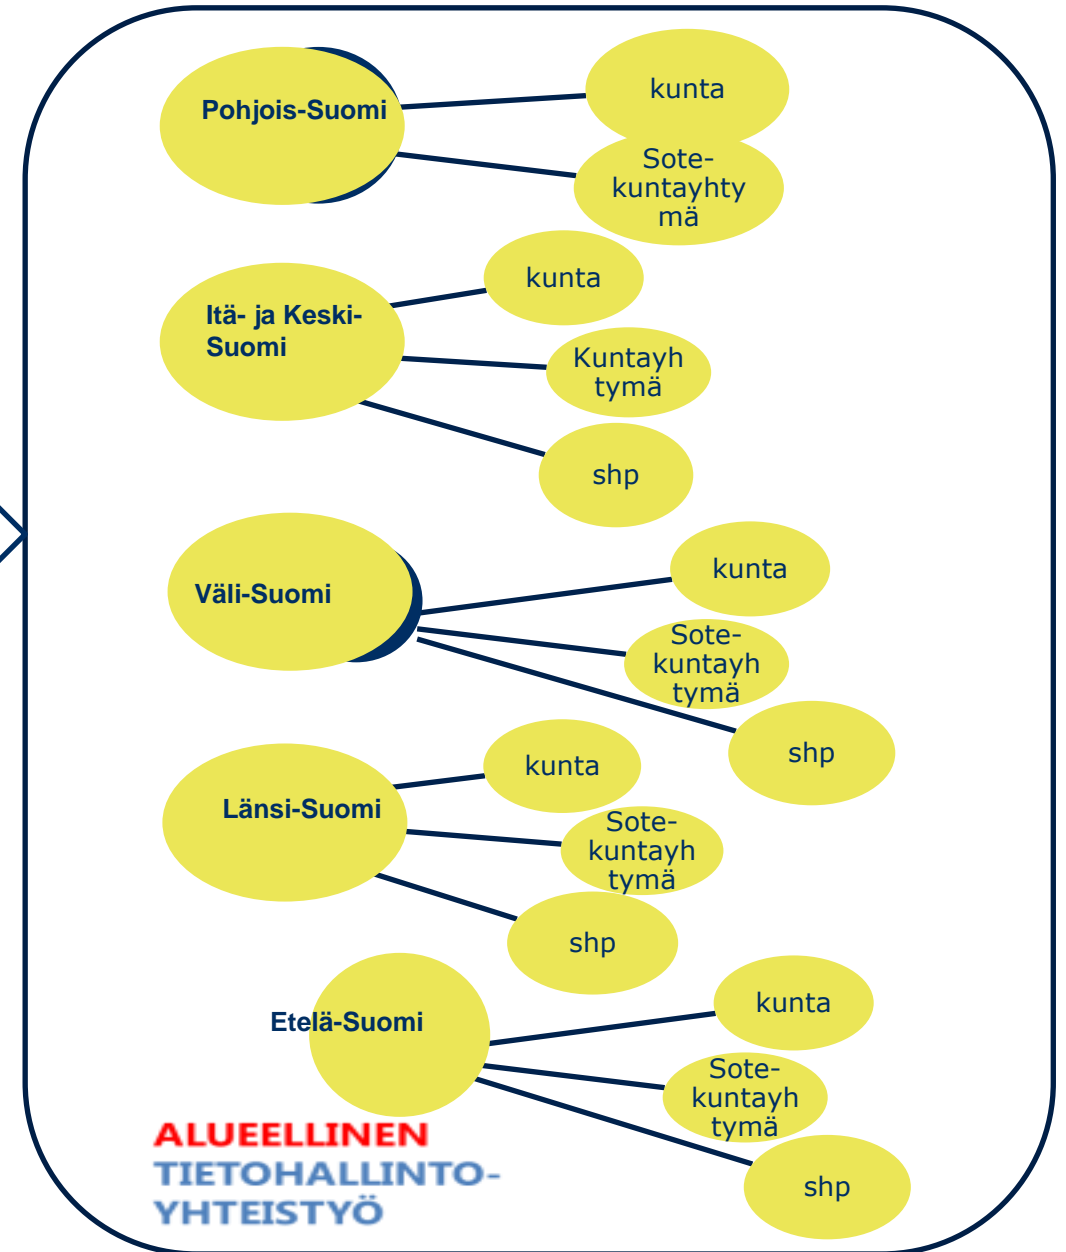 Pohjois-Suomi
kunta
Sote-
kuntayhty
mä
Itä- ja Keski-
Suomi
kunta
Kuntayh
tymä
shp
Väli-Suomi
kunta
Sote-
kuntayh
tymä
shp
Länsi-Suomi
kunta
Sote-
kuntayh
tymä
shp
Etelä-Suomi
kunta
Sote-
kuntayh
tymä
shp
ALUEELLINEN
TIETOHALLINTO-
YHTEISTYÖ